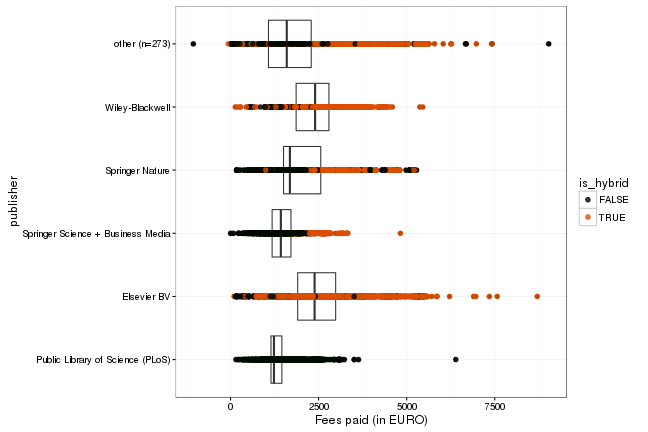 other (n=273)
Wiley-Blackwell
Springer Nature
Springer Science + Business Media
Elsevier BV
Public Library of Science (PLoS)
publisher
0 2500 5000 7500
Fees paid (in EURO)
is_hybrid
FALSE
TRUE